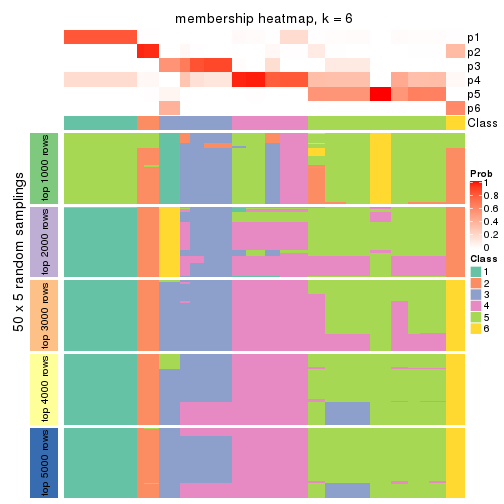 membership heatmap, k = 6
p1
p2
p3
p4
p5
p6
Class
50 x 5 random samplings
top 1000 rows
top 2000 rows
top 3000 rows
top 4000 rows
top 5000 rows
Prob
1
0.8
0.6
0.4
0.2
0
Class
1
2
3
4
5
6